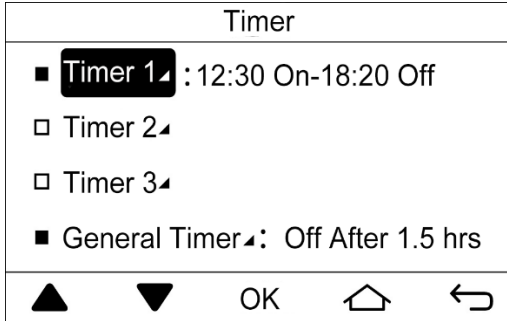 Timer
Timer 1 : 12:30 On-18:20 Off
Timer 2
Timer 3
General Timer : Off After 1.5 hrs
OK